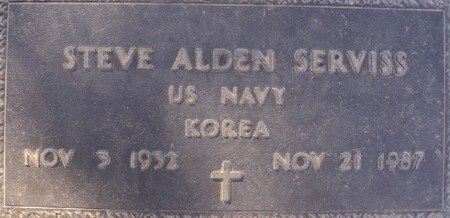 STEVE ALDEN SERVISS
US NAVY
KOREA
NOV 3 1932 NOV 21 1987